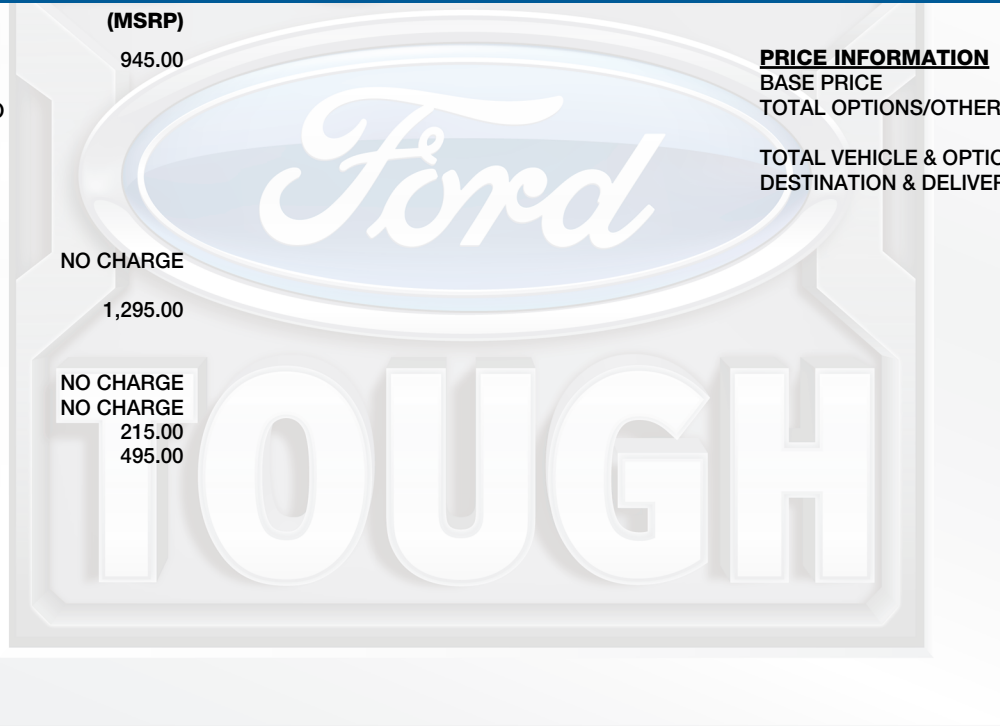 (MSRP)
945.00
NO CHARGE
1,295.00
NO CHARGE
NO CHARGE
215.00
495.00
PRICE INFORMATION
BASE PRICE
TOTAL OPTIONS/OTHER
TOTAL VEHICLE & OPTIO
DESTINATION & DELIVER
Ford
TOUGH